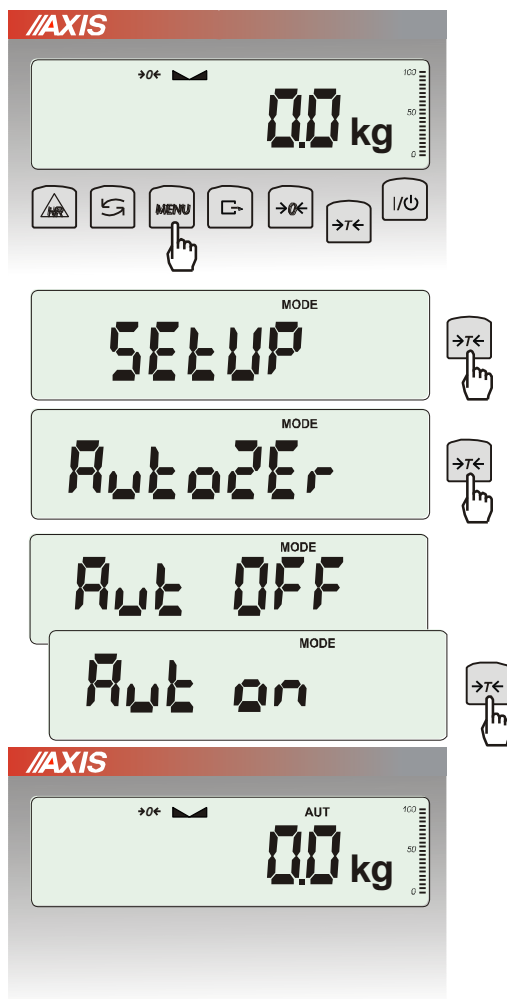 //AXIS
→0←
100
0.0 kg
50
0
HR
MENU
→0←
→T←
I/⏻
MODE
SEtUP
→T←
MODE
AutoZEr
→T←
MODE
Aut OFF
MODE
Aut on
→T←
//AXIS
→0← AUT
100
0.0 kg
50
0